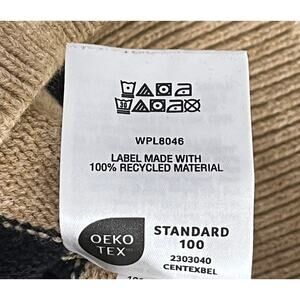 WPL8046
LABEL MADE WITH
100% RECYCLED MATERIAL
OEKO
TEX
STANDARD
100
2303040
CENTEXBEL